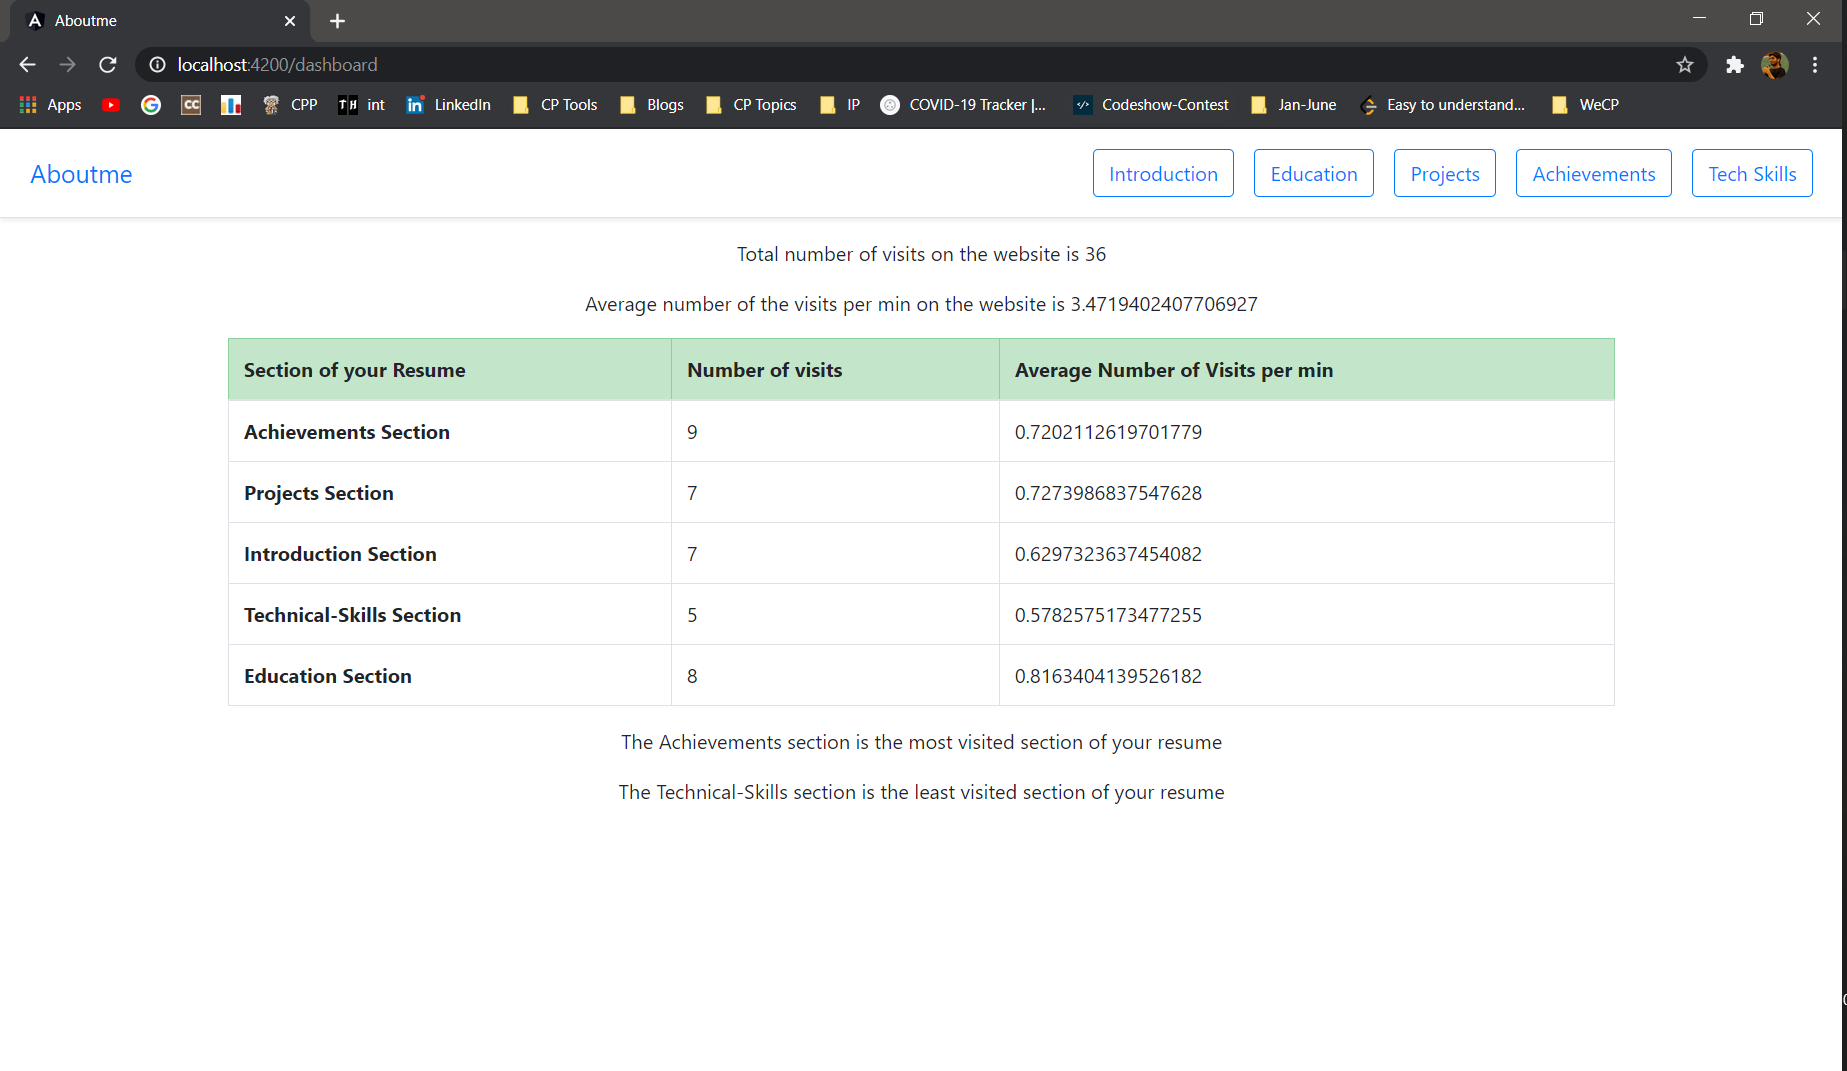 Aboutme
localhost:4200/dashboard
Apps CPP int LinkedIn CP Tools Blogs CP Topics IP COVID-19 Tracker |... Codeshow-Contest Jan-June Easy to understand... WeCP
Aboutme Introduction Education Projects Achievements Tech Skills
Total number of visits on the website is 36
Average number of the visits per min on the website is 3.4719402407706927
Section of your Resume Number of visits Average Number of Visits per min
Achievements Section 9 0.7202112619701779
Projects Section 7 0.7273986837547628
Introduction Section 7 0.6297323637454082
Technical-Skills Section 5 0.5782575173477255
Education Section 8 0.8163404139526182
The Achievements section is the most visited section of your resume
The Technical-Skills section is the least visited section of your resume